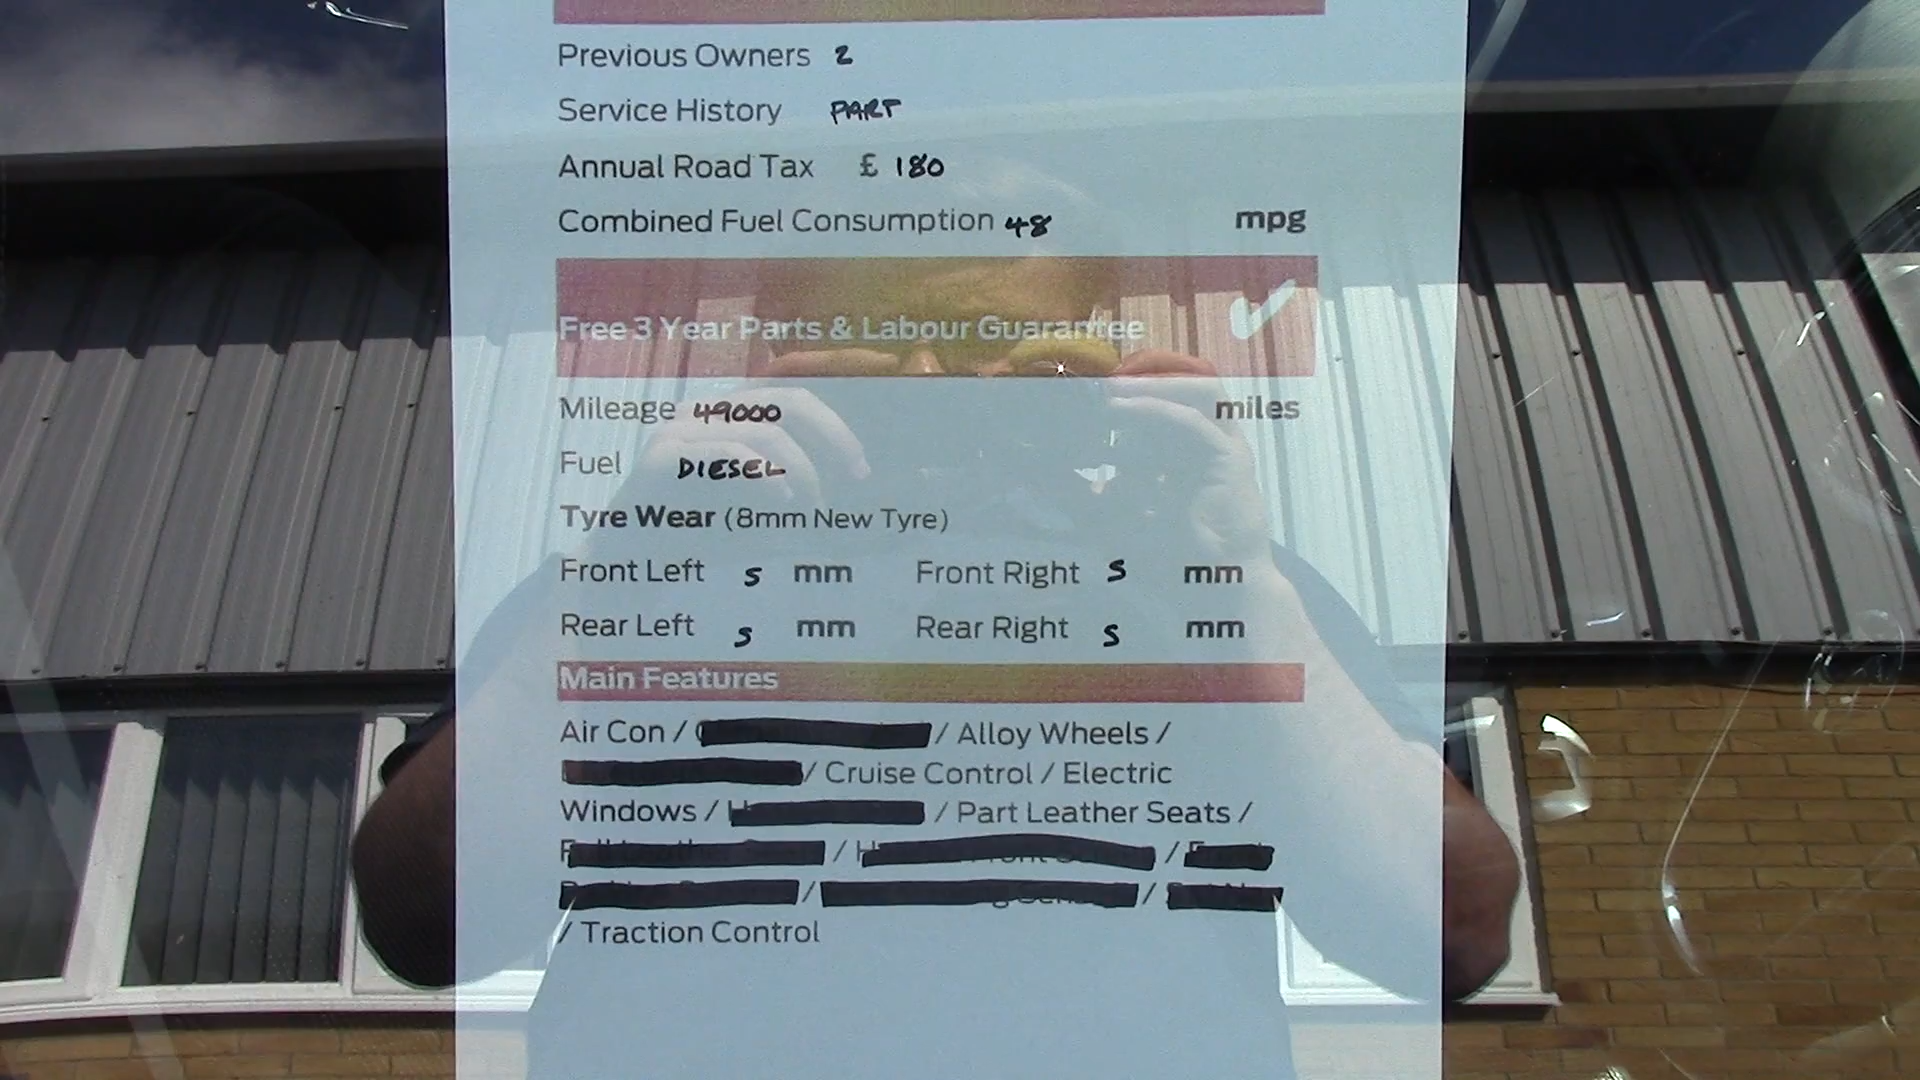 Previous Owners 2
Service History PART
Annual Road Tax £ 180
Combined Fuel Consumption 48 mpg
Free 3 Year Parts & Labour Guarantee ✓
Mileage 49000 miles
Fuel DIESEL
Tyre Wear (8mm New Tyre)
Front Left 5 mm Front Right 5 mm
Rear Left 5 mm Rear Right 5 mm
Main Features
Air Con / / Alloy Wheels /
/ Cruise Control / Electric
Windows / / Part Leather Seats /
/ /
/ /
/ Traction Control